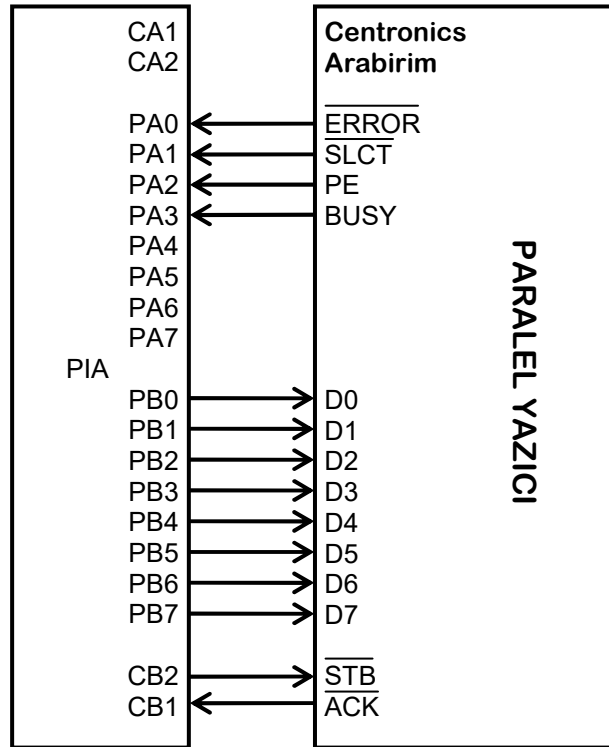 CA1
CA2
PA0
PA1
PA2
PA3
PA4
PA5
PA6
PA7
PIA
PB0
PB1
PB2
PB3
PB4
PB5
PB6
PB7
CB2
CB1
Centronics
Arabirim
ERROR
SLCT
PE
BUSY
D0
D1
D2
D3
D4
D5
D6
D7
STB
ACK
PARALEL YAZICI